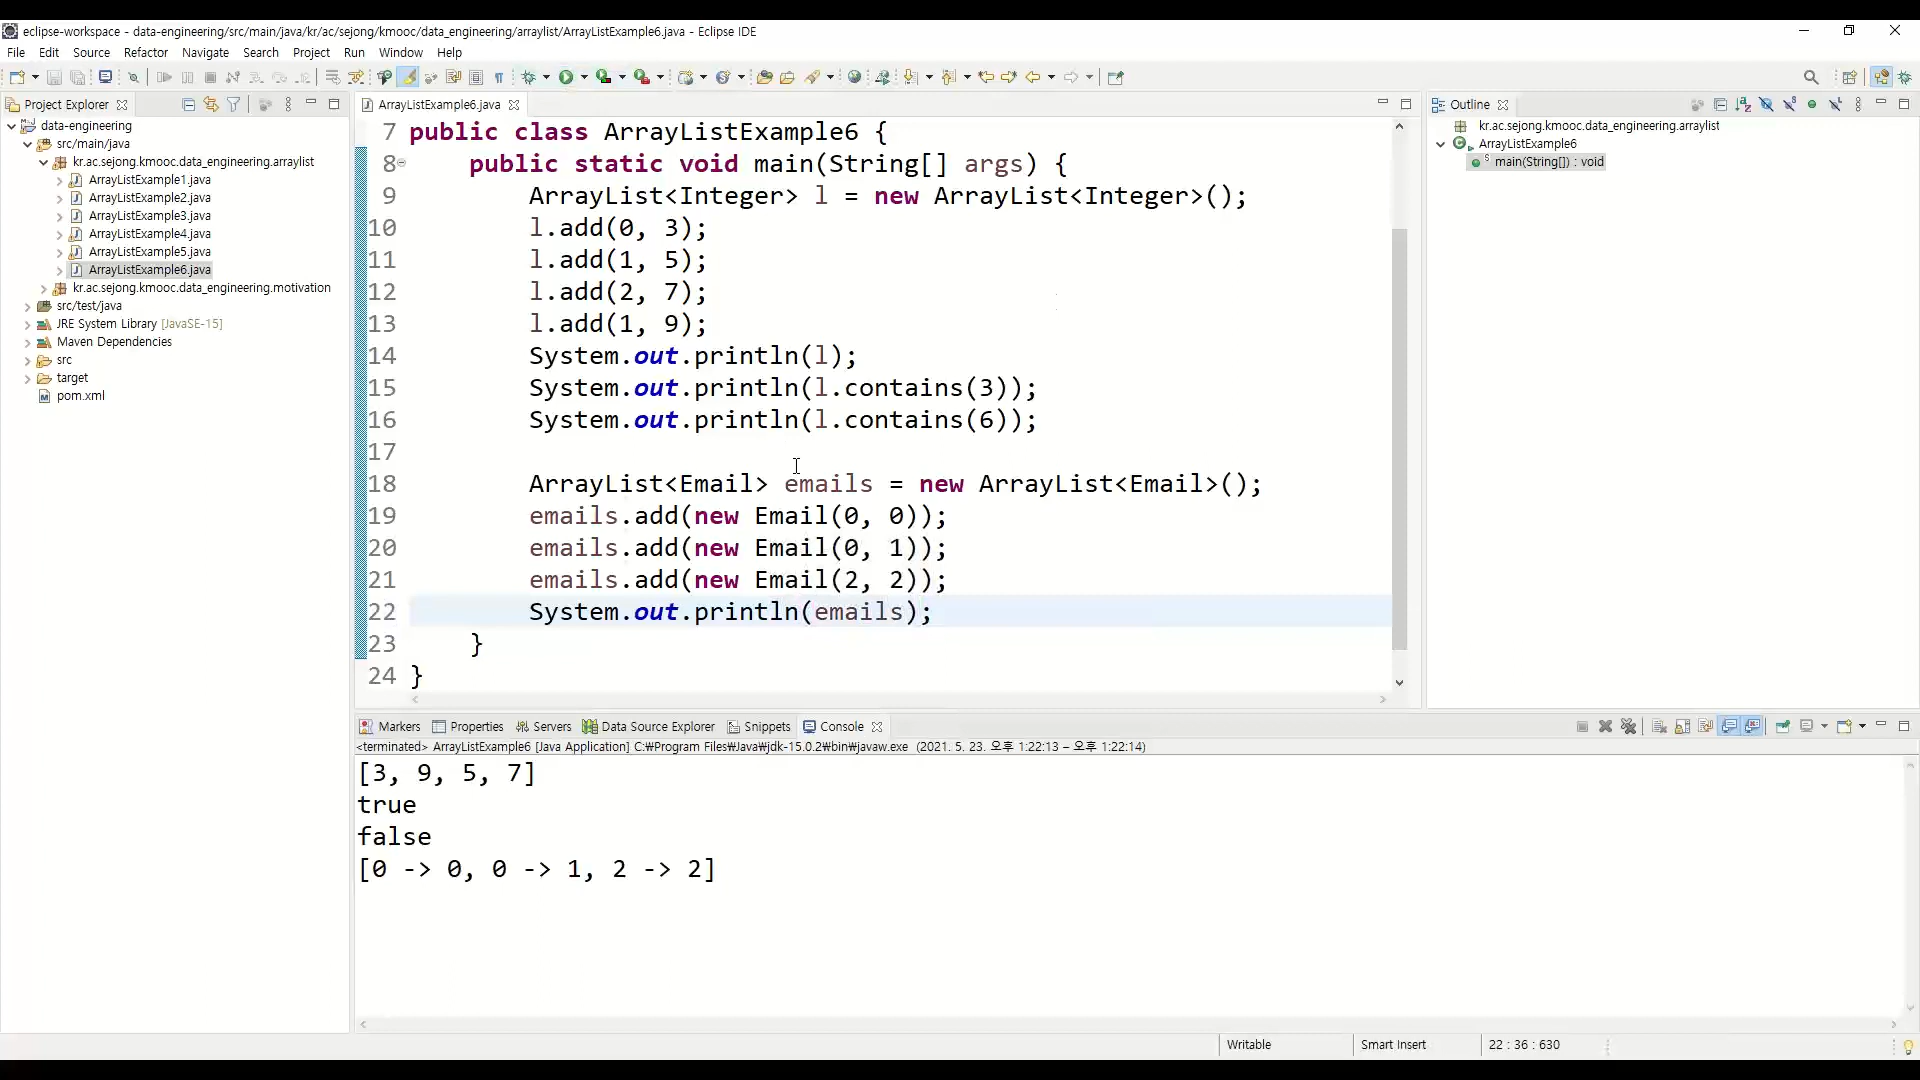 eclipse-workspace - data-engineering/src/main/java/kr/ac/sejong/kmooc/data_engineering/arraylist/ArrayListExample6.java - Eclipse IDE
File Edit Source Refactor Navigate Search Project Run Window Help
Project Explorer
data-engineering
src/main/java
kr.ac.sejong.kmooc.data_engineering.arraylist
ArrayListExample1.java
ArrayListExample2.java
ArrayListExample3.java
ArrayListExample4.java
ArrayListExample5.java
ArrayListExample6.java
kr.ac.sejong.kmooc.data_engineering.motivation
src/test/java
JRE System Library [JavaSE-15]
Maven Dependencies
src
target
pom.xml
ArrayListExample6.java
7 public class ArrayListExample6 {
8 public static void main(String[] args) {
9 ArrayList<Integer> l = new ArrayList<Integer>();
10 l.add(0, 3);
11 l.add(1, 5);
12 l.add(2, 7);
13 l.add(1, 9);
14 System.out.println(l);
15 System.out.println(l.contains(3));
16 System.out.println(l.contains(6));
17
18 ArrayList<Email> emails = new ArrayList<Email>();
19 emails.add(new Email(0, 0));
20 emails.add(new Email(0, 1));
21 emails.add(new Email(2, 2));
22 System.out.println(emails);
23 }
24 }
Outline
kr.ac.sejong.kmooc.data_engineering.arraylist
ArrayListExample6
main(String[]) : void
Markers Properties Servers Data Source Explorer Snippets Console
<terminated> ArrayListExample6 [Java Application] C:₩Program Files₩Java₩jdk-15.0.2₩bin₩javaw.exe (2021. 5. 23. 오후 1:22:13 – 오후 1:22:14)
[3, 9, 5, 7]
true
false
[0 -> 0, 0 -> 1, 2 -> 2]
Writable Smart Insert 22 : 36 : 630